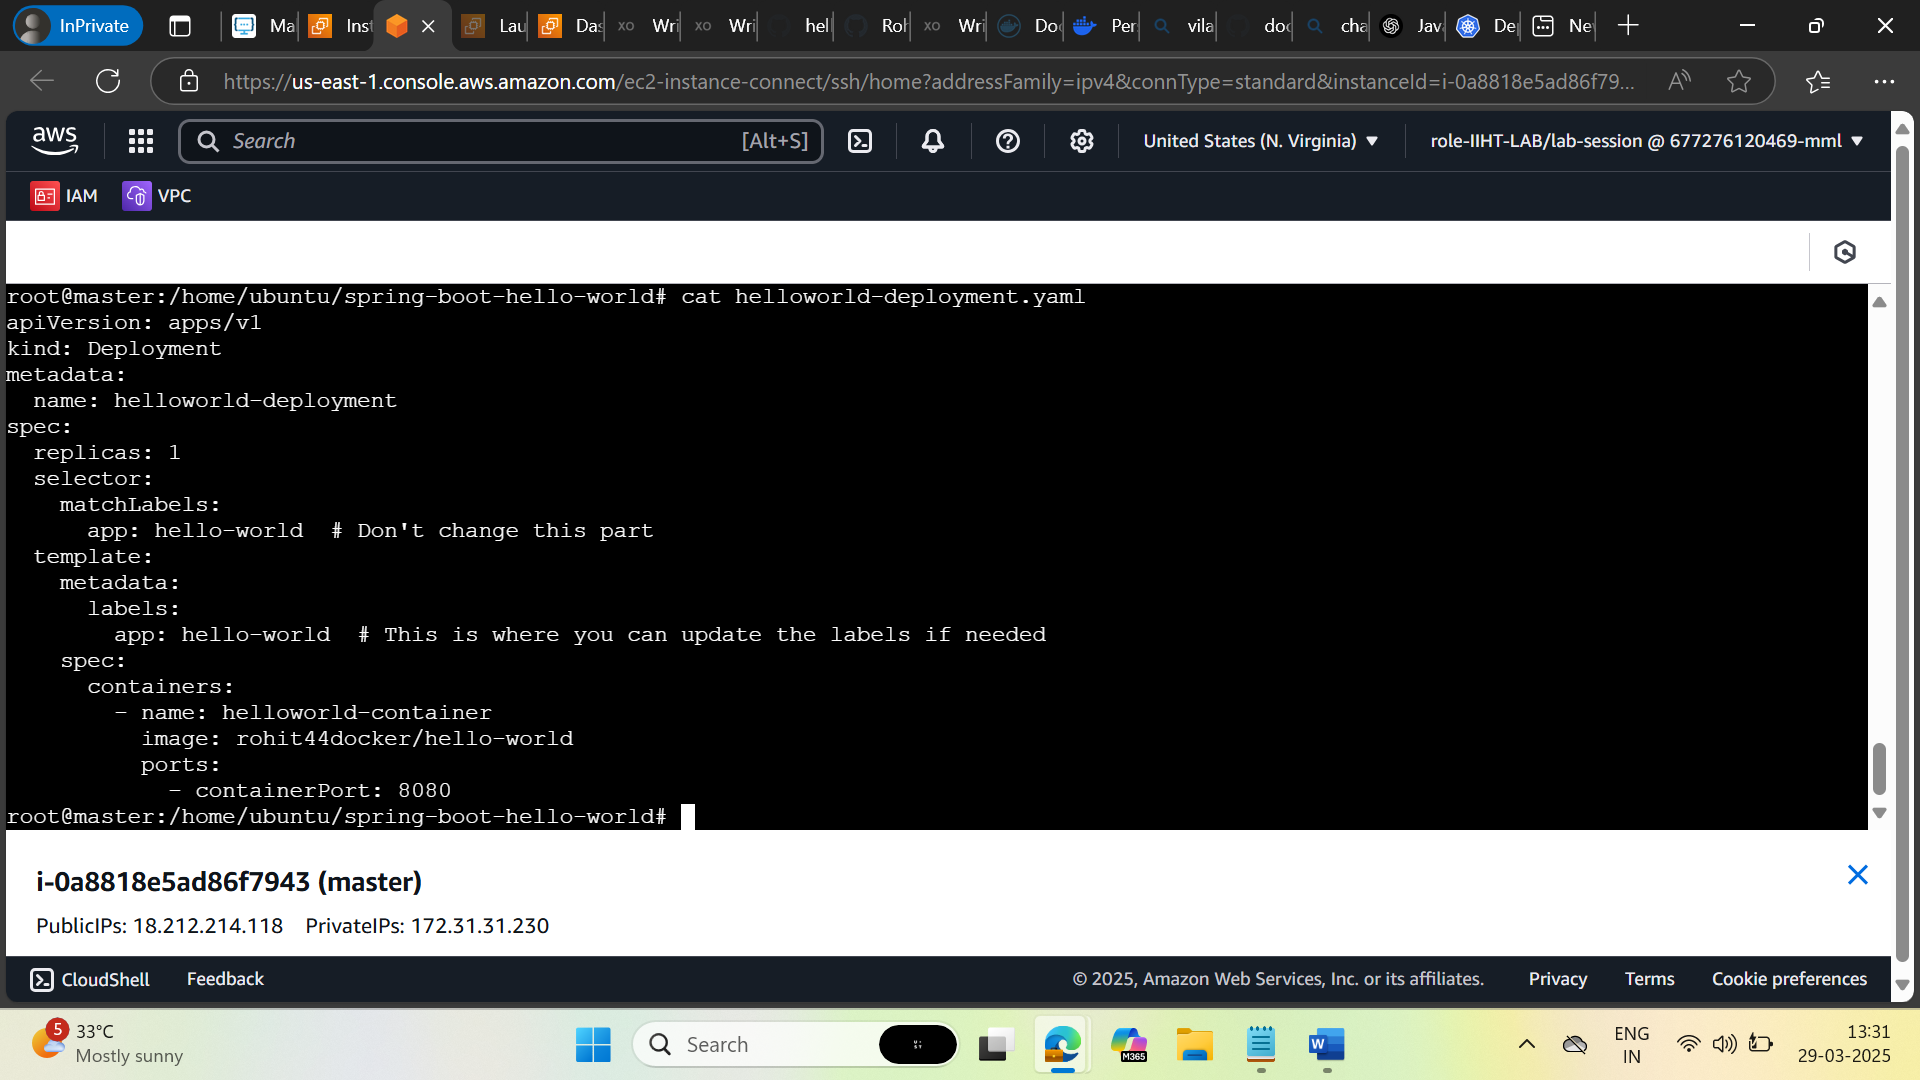 InPrivate
Ma
Inst
Lau
Das
Wri
Wri
hell
Roh
Wri
Doc
Per
vila
doc
cha
Java
De
Ne
https://us-east-1.console.aws.amazon.com/ec2-instance-connect/ssh/home?addressFamily=ipv4&connType=standard&instanceId=i-0a8818e5ad86f79...
aws
Search
[Alt+S]
United States (N. Virginia)
role-IIHT-LAB/lab-session @ 677276120469-mml
IAM
VPC
root@master:/home/ubuntu/spring-boot-hello-world# cat helloworld-deployment.yaml
apiVersion: apps/v1
kind: Deployment
metadata:
  name: helloworld-deployment
spec:
  replicas: 1
  selector:
    matchLabels:
      app: hello-world  # Don't change this part
  template:
    metadata:
      labels:
        app: hello-world  # This is where you can update the labels if needed
    spec:
      containers:
        - name: helloworld-container
          image: rohit44docker/hello-world
          ports:
            - containerPort: 8080
root@master:/home/ubuntu/spring-boot-hello-world#
i-0a8818e5ad86f7943 (master)
PublicIPs: 18.212.214.118 PrivateIPs: 172.31.31.230
CloudShell
Feedback
© 2025, Amazon Web Services, Inc. or its affiliates.
Privacy
Terms
Cookie preferences
5
33°C
Mostly sunny
Search
M365
W
ENG
IN
13:31
29-03-2025